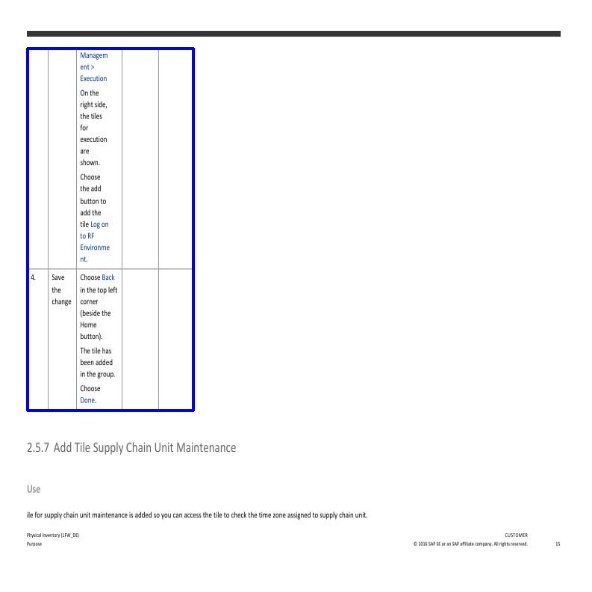 Managem
ent >
Execution
On the
right side,
the tiles
for
execution
are
shown.
Choose
the add
button to
add the
tile Log on
to RF
Environme
nt.
4.
Save
the
change
Choose Back
in the top left
corner
(beside the
Home
button).
The tile has
been added
in the group.
Choose
Done.
2.5.7 Add Tile Supply Chain Unit Maintenance
Use
ile for supply chain unit maintenance is added so you can access the tile to check the time zone assigned to supply chain unit.
Physical Inventory (1FW_DE)
Purpose
CUSTOMER
© 2016 SAP SE or an SAP affiliate company. All rights reserved.
15